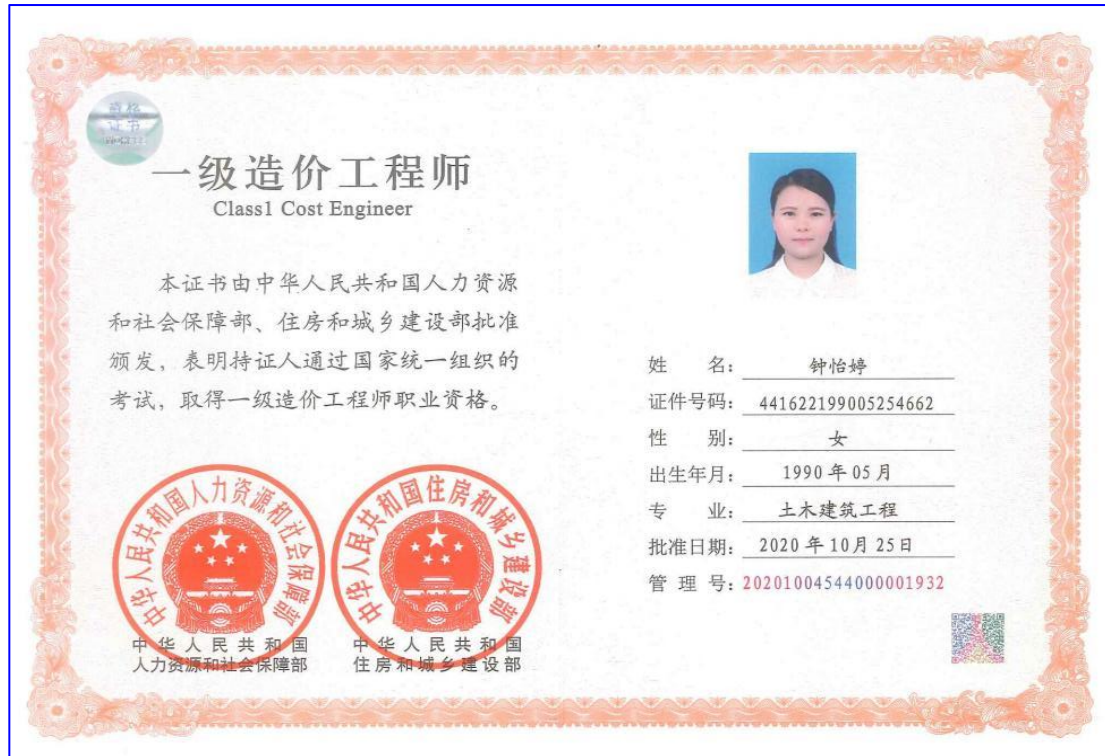 资格
证书
一级造价工程师
Class1 Cost Engineer
本证书由中华人民共和国人力资源
和社会保障部、住房和城乡建设部批准
颁发，表明持证人通过国家统一组织的
考试，取得一级造价工程师职业资格。
中华人民共和国人力资源和社会保障部
中华人民共和国住房和城乡建设部
中华人民共和国
人力资源和社会保障部
中华人民共和国
住房和城乡建设部
姓 名： 钟怡婷
证件号码： 441622199005254662
性 别： 女
出生年月： 1990年05月
专 业： 土木建筑工程
批准日期： 2020年10月25日
管 理 号：20201004544000001932